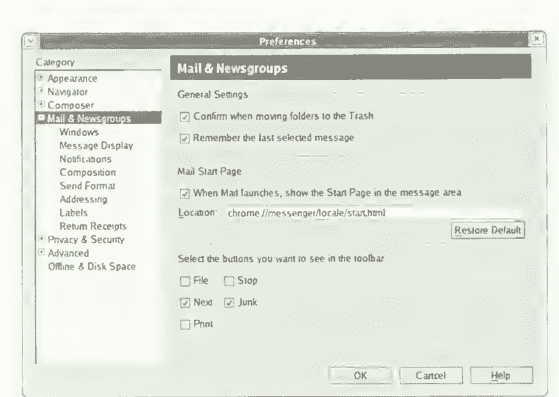 Preferences
Category
Appearance
Navigator
Composer
Mail & Newsgroups
Windows
Message Display
Notifications
Composition
Send Format
Addressing
Labels
Return Receipts
Privacy & Security
Advanced
Offline & Disk Space
Mail & Newsgroups
General Settings
Confirm when moving folders to the Trash
Remember the last selected message
Mail Start Page
When Mail launches, show the Start Page in the message area
Location: chrome://messenger/locale/start.html
Restore Default
Select the buttons you want to see in the toolbar
File Stop
Next Junk
Print
OK Cancel Help